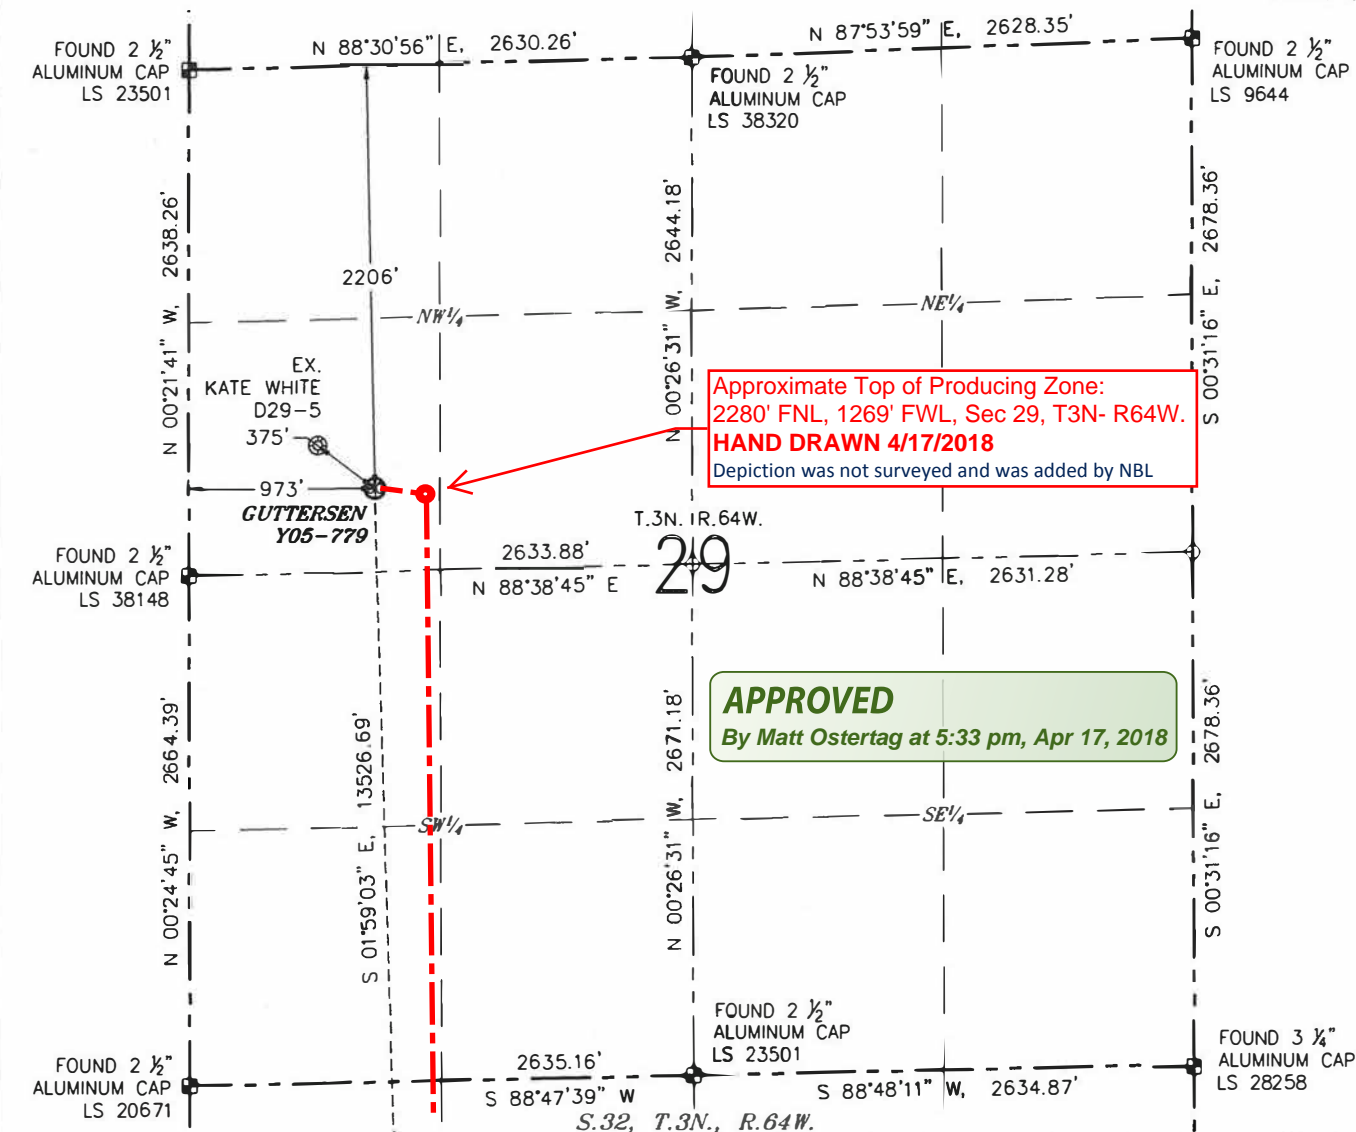 N 88°30'56" E, 2630.26'
N 87°53'59" E, 2628.35'
FOUND 2 ½"
ALUMINUM CAP
LS 23501
FOUND 2 ½"
ALUMINUM CAP
LS 38320
FOUND 2 ½"
ALUMINUM CAP
LS 9644
N 00°21'41" W, 2638.26'
2206'
N 00°26'31" W, 2644.18'
S 00°31'16" E, 2678.36'
NW¼
NE¼
EX.
KATE WHITE
D29-5
375'
973'
GUTTERSEN
Y05-779
Approximate Top of Producing Zone:
2280' FNL, 1269' FWL, Sec 29, T3N- R64W.
HAND DRAWN 4/17/2018
Depiction was not surveyed and was added by NBL
T.3N. R.64W.
29
FOUND 2 ½"
ALUMINUM CAP
LS 38148
2633.88'
N 88°38'45" E
N 88°38'45" E, 2631.28'
N 00°24'45" W, 2664.39'
S 01°59'03" E, 13526.69'
N 00°26'31" W, 2671.18'
S 00°31'16" E, 2678.36'
APPROVED
By Matt Ostertag at 5:33 pm, Apr 17, 2018
SW¼
SE¼
FOUND 2 ½"
ALUMINUM CAP
LS 20671
2635.16'
S 88°47'39" W
FOUND 2 ½"
ALUMINUM CAP
LS 23501
S 88°48'11" W, 2634.87'
FOUND 3 ¼"
ALUMINUM CAP
LS 28258
S.32, T.3N., R.64W.